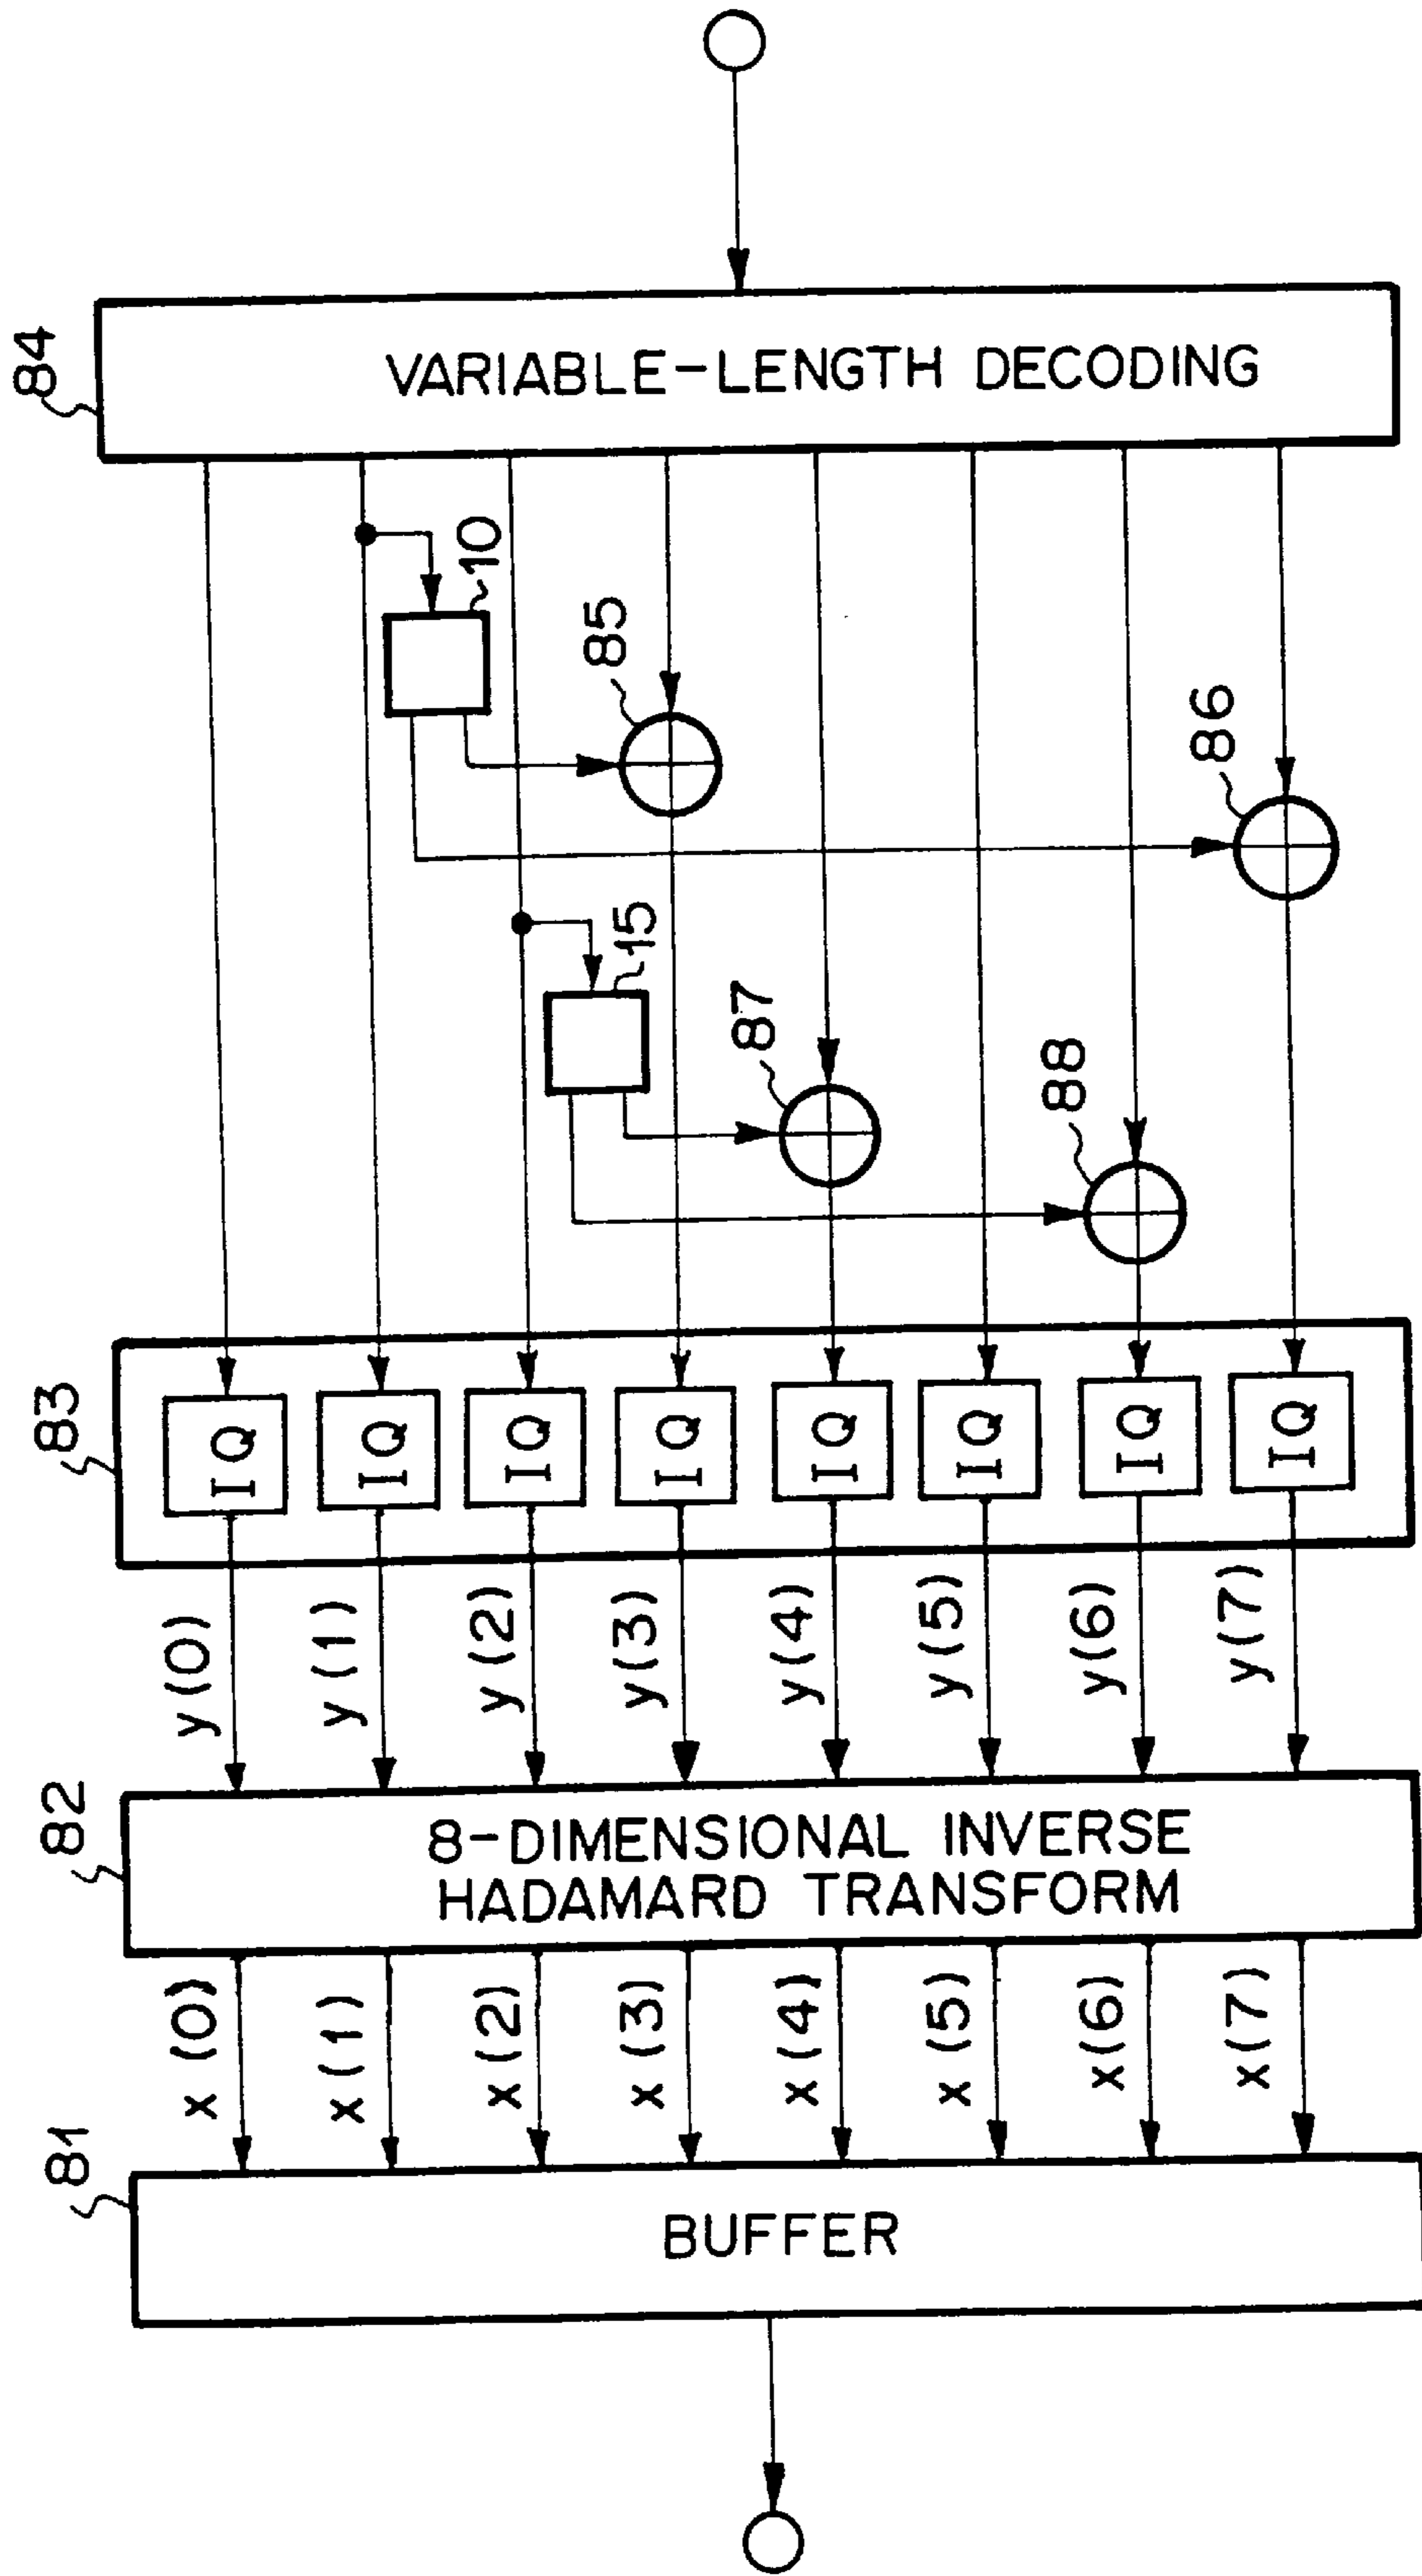 84
VARIABLE-LENGTH DECODING
10
85
86
15
87
88
83
IQ
IQ
IQ
IQ
IQ
IQ
IQ
IQ
y(0)
y(1)
y(2)
y(3)
y(4)
y(5)
y(6)
y(7)
82
8-DIMENSIONAL INVERSE
HADAMARD TRANSFORM
x(0)
x(1)
x(2)
x(3)
x(4)
x(5)
x(6)
x(7)
81
BUFFER